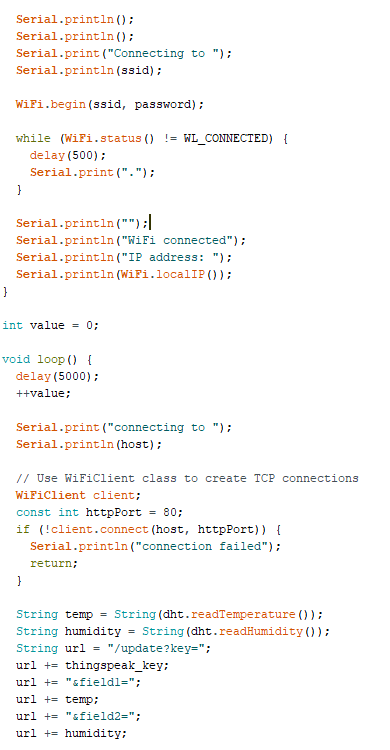 Serial.println();
Serial.println();
Serial.print("Connecting to ");
Serial.println(ssid);
WiFi.begin(ssid, password);
while (WiFi.status() != WL_CONNECTED) {
delay(500);
Serial.print(".");
}
Serial.println("");
Serial.println("WiFi connected");
Serial.println("IP address: ");
Serial.println(WiFi.localIP());
}
int value = 0;
void loop() {
delay(5000);
++value;
Serial.print("connecting to ");
Serial.println(host);
// Use WiFiClient class to create TCP connections
WiFiClient client;
const int httpPort = 80;
if (!client.connect(host, httpPort)) {
Serial.println("connection failed");
return;
}
String temp = String(dht.readTemperature());
String humidity = String(dht.readHumidity());
String url = "/update?key=";
url += thingspeak_key;
url += "&field1=";
url += temp;
url += "&field2=";
url += humidity;